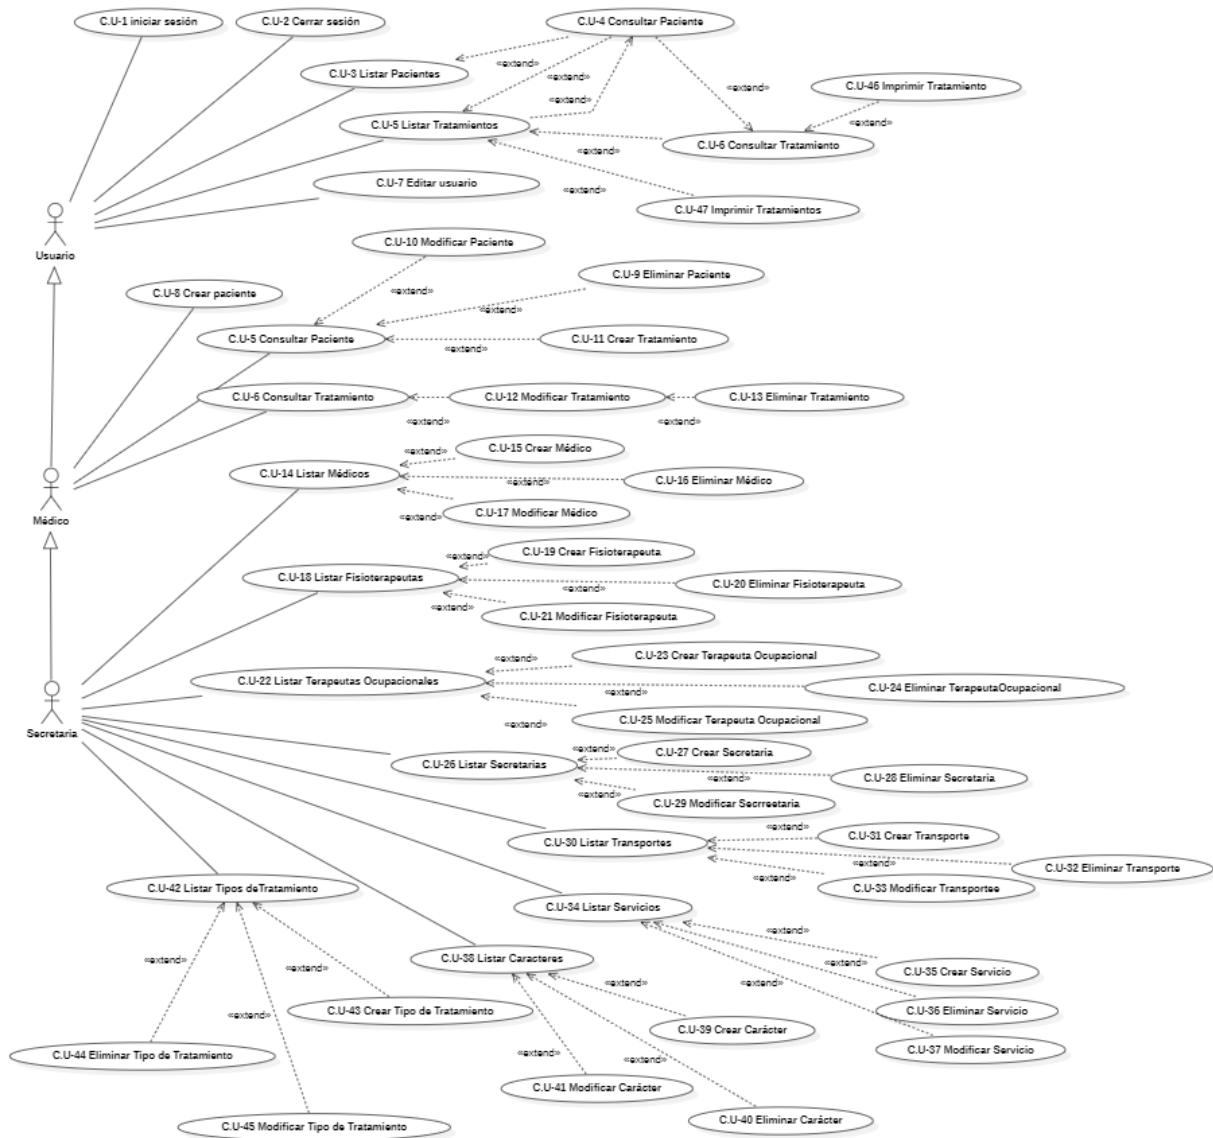 C.U-1 iniciar sesión
C.U-2 Cerrar sesión
C.U-4 Consultar Paciente
«extend»
C.U-3 Listar Pacientes
«extend»
«extend»
C.U-46 Imprimir Tratamiento
«extend»
«extend»
C.U-5 Listar Tratamientos
C.U-6 Consultar Tratamiento
«extend»
C.U-7 Editar usuario
«extend»
C.U-47 Imprimir Tratamientos
Usuario
C.U-10 Modificar Paciente
C.U-9 Eliminar Paciente
C.U-8 Crear paciente
«extend»
«extend»
C.U-5 Consultar Paciente
C.U-11 Crear Tratamiento
«extend»
C.U-6 Consultar Tratamiento
C.U-12 Modificar Tratamiento
C.U-13 Eliminar Tratamiento
«extend»
«extend»
C.U-15 Crear Médico
«extend»
C.U-14 Listar Médicos
C.U-16 Eliminar Médico
«extend»
C.U-17 Modificar Médico
«extend»
Médico
C.U-19 Crear Fisioterapeuta
«extend»
C.U-18 Listar Fisioterapeutas
C.U-20 Eliminar Fisioterapeuta
«extend»
«extend»
C.U-21 Modificar Fisioterapeuta
C.U-23 Crear Terapeuta Ocupacional
«extend»
C.U-22 Listar Terapeutas Ocupacionales
C.U-24 Eliminar TerapeutaOcupacional
«extend»
C.U-25 Modificar Terapeuta Ocupacional
«extend»
Secretaria
C.U-27 Crear Secretaria
«extend»
C.U-26 Listar Secretarias
C.U-28 Eliminar Secretaria
«extend»
«extend»
C.U-29 Modificar Secrreetaria
«extend»
C.U-31 Crear Transporte
C.U-30 Listar Transportes
«extend»
C.U-32 Eliminar Transporte
«extend»
C.U-33 Modificar Transportee
C.U-42 Listar Tipos deTratamiento
C.U-34 Listar Servicios
«extend»
C.U-38 Listar Caracteres
«extend»
«extend»
«extend»
C.U-35 Crear Servicio
«extend»
C.U-43 Crear Tipo de Tratamiento
«extend»
«extend»
C.U-36 Eliminar Servicio
C.U-39 Crear Carácter
C.U-44 Eliminar Tipo de Tratamiento
«extend»
«extend»
C.U-37 Modificar Servicio
C.U-41 Modificar Carácter
C.U-45 Modificar Tipo de Tratamiento
C.U-40 Eliminar Carácter